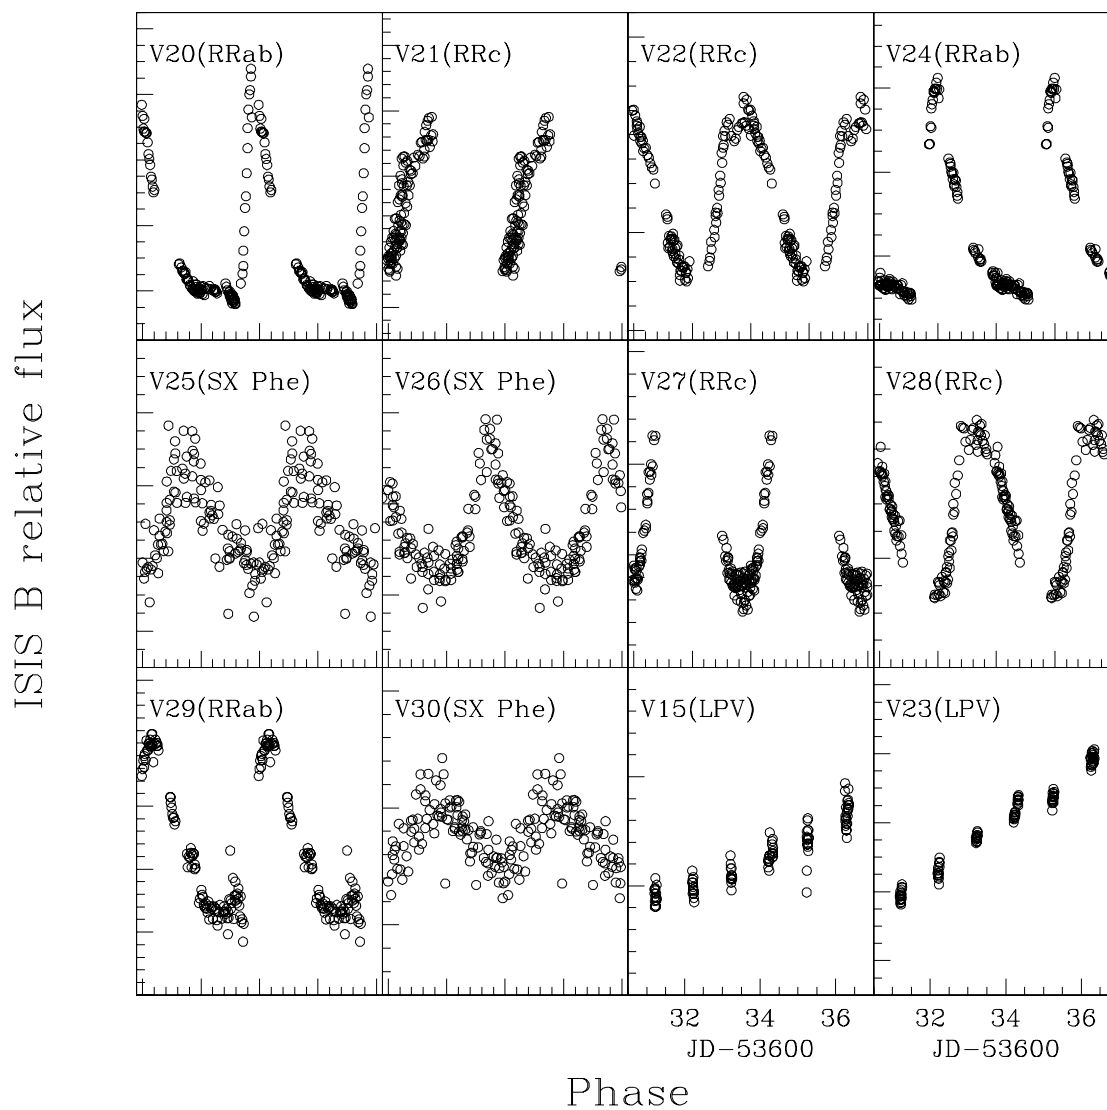 V20(RRab)
V21(RRc)
V22(RRc)
V24(RRab)
V25(SX Phe)
V26(SX Phe)
V27(RRc)
V28(RRc)
V29(RRab)
V30(SX Phe)
V15(LPV)
V23(LPV)
ISIS B relative flux
32 34 36
32 34 36
JD-53600
JD-53600
Phase